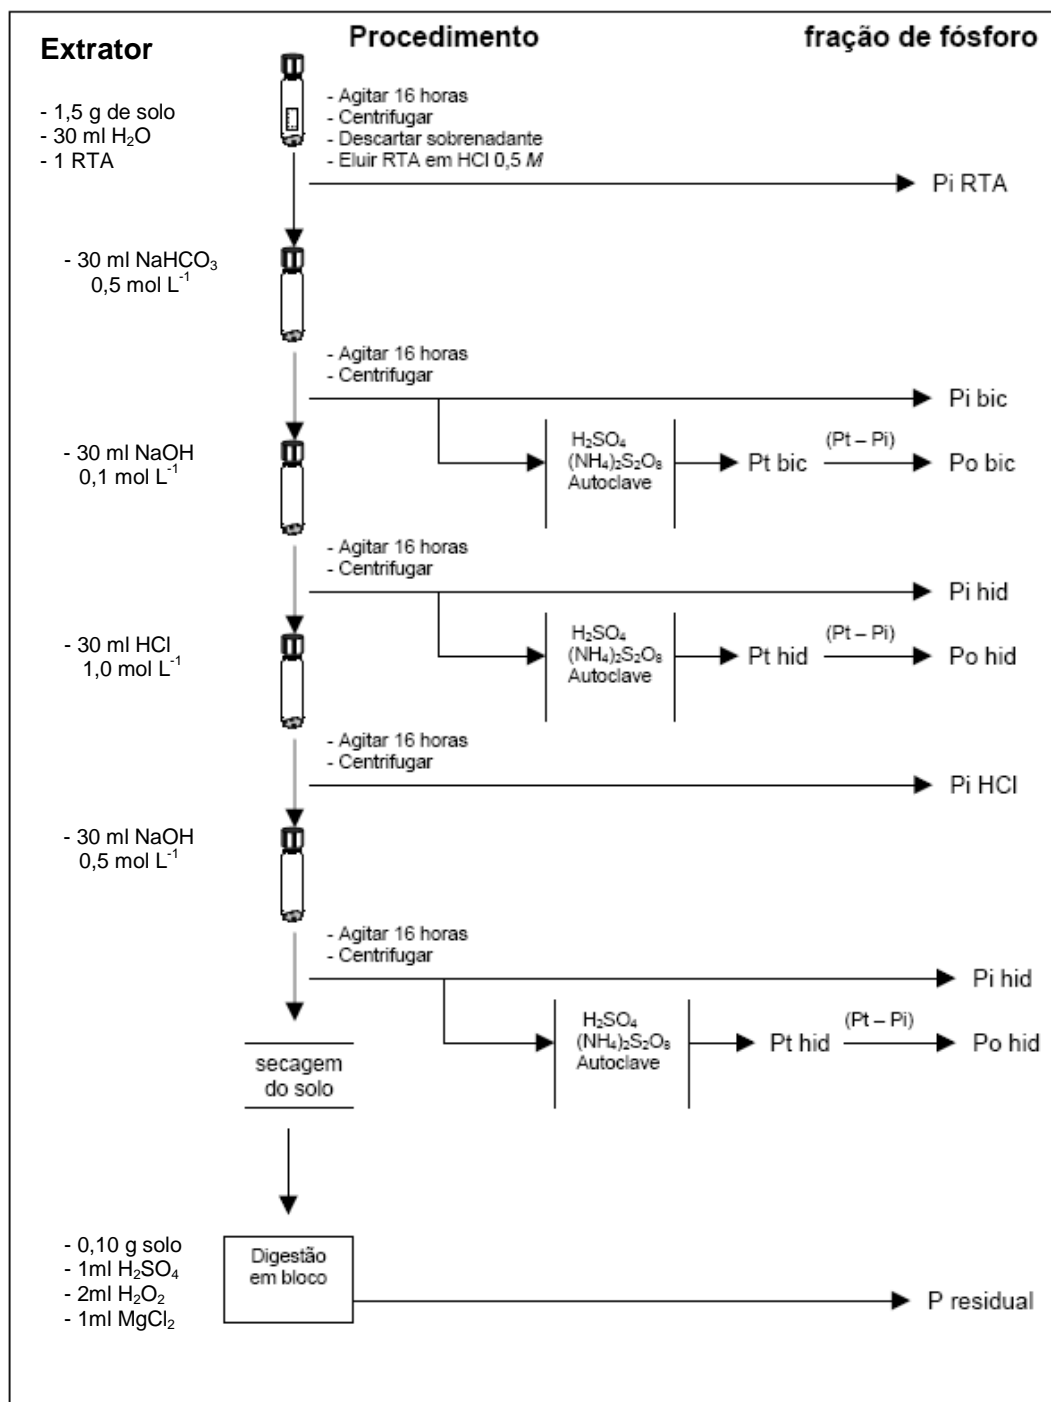 Extrator
Procedimento
fração de fósforo
- 1,5 g de solo
- 30 ml H₂O
- 1 RTA
- Agitar 16 horas
- Centrifugar
- Descartar sobrenadante
- Eluir RTA em HCl 0,5 M
Pi RTA
- 30 ml NaHCO₃
0,5 mol L⁻¹
- Agitar 16 horas
- Centrifugar
Pi bic
H₂SO₄
(NH₄)₂S₂O₈
Autoclave
Pt bic
(Pt – Pi)
Po bic
- 30 ml NaOH
0,1 mol L⁻¹
- Agitar 16 horas
- Centrifugar
Pi hid
H₂SO₄
(NH₄)₂S₂O₈
Autoclave
Pt hid
(Pt – Pi)
Po hid
- 30 ml HCl
1,0 mol L⁻¹
- Agitar 16 horas
- Centrifugar
Pi HCl
- 30 ml NaOH
0,5 mol L⁻¹
- Agitar 16 horas
- Centrifugar
Pi hid
H₂SO₄
(NH₄)₂S₂O₈
Autoclave
Pt hid
(Pt – Pi)
Po hid
secagem
do solo
- 0,10 g solo
- 1ml H₂SO₄
- 2ml H₂O₂
- 1ml MgCl₂
Digestão
em bloco
P residual